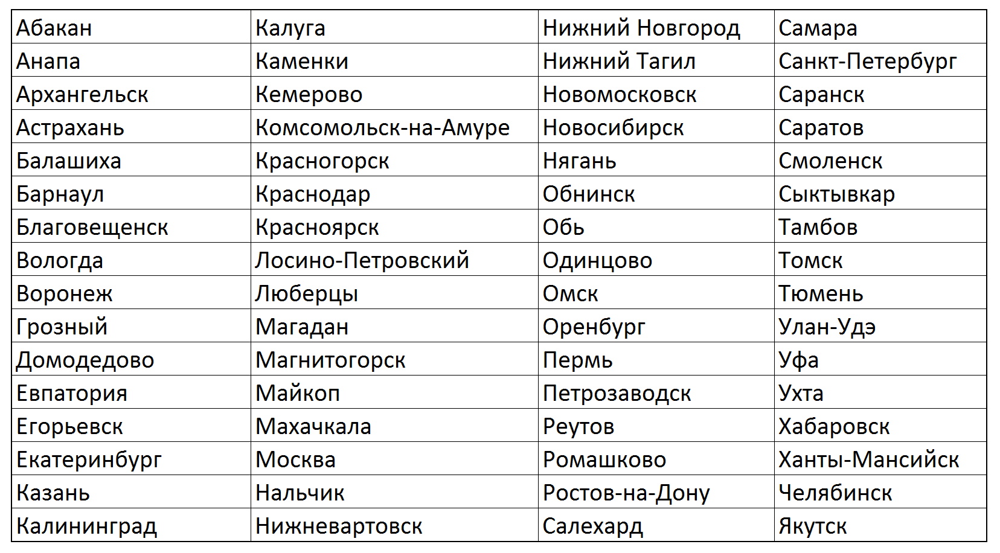 Абакан Калуга Нижний Новгород Самара
Анапа Каменки Нижний Тагил Санкт-Петербург
Архангельск Кемерово Новомосковск Саранск
Астрахань Комсомольск-на-Амуре Новосибирск Саратов
Балашиха Красногорск Нягань Смоленск
Барнаул Краснодар Обнинск Сыктывкар
Благовещенск Красноярск Обь Тамбов
Вологда Лосино-Петровский Одинцово Томск
Воронеж Люберцы Омск Тюмень
Грозный Магадан Оренбург Улан-Удэ
Домодедово Магнитогорск Пермь Уфа
Евпатория Майкоп Петрозаводск Ухта
Егорьевск Махачкала Реутов Хабаровск
Екатеринбург Москва Ромашково Ханты-Мансийск
Казань Нальчик Ростов-на-Дону Челябинск
Калининград Нижневартовск Салехард Якутск